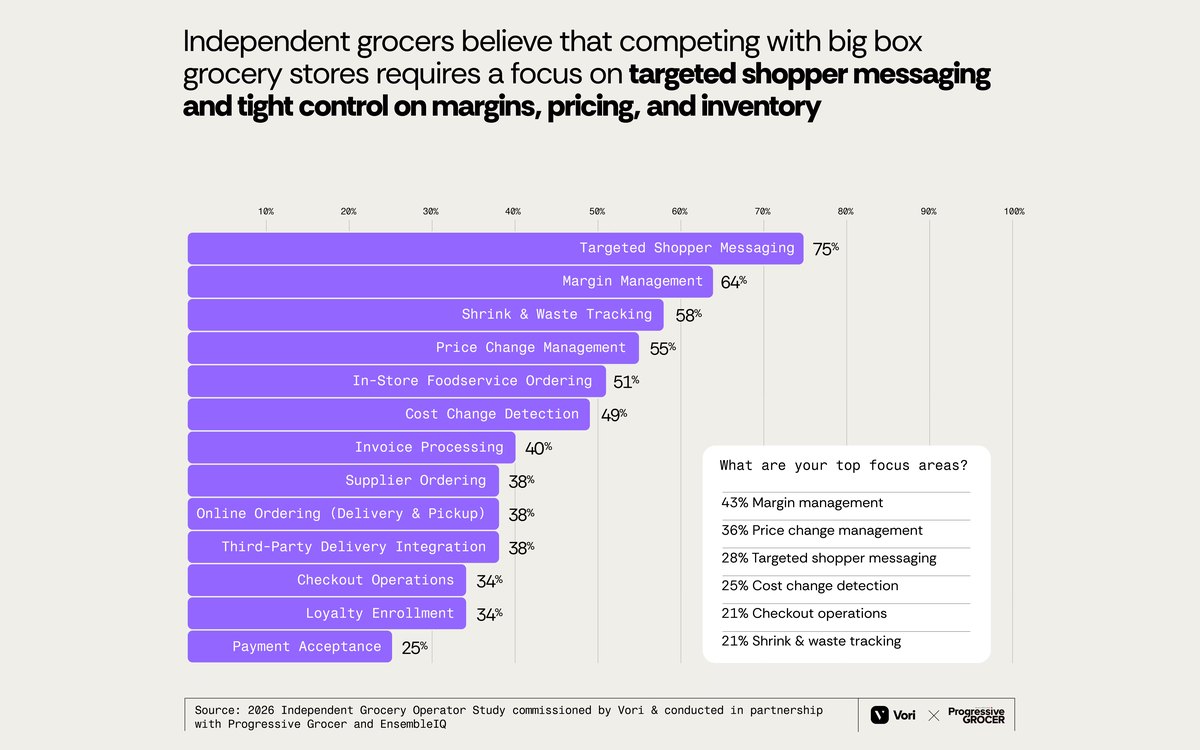 Independent grocers believe that competing with big box
grocery stores requires a focus on targeted shopper messaging
and tight control on margins, pricing, and inventory
10% 20% 30% 40% 50% 60% 70% 80% 90% 100%
Targeted Shopper Messaging 75%
Margin Management 64%
Shrink & Waste Tracking 58%
Price Change Management 55%
In-Store Foodservice Ordering 51%
Cost Change Detection 49%
Invoice Processing 40%
Supplier Ordering 38%
Online Ordering (Delivery & Pickup) 38%
Third-Party Delivery Integration 38%
Checkout Operations 34%
Loyalty Enrollment 34%
Payment Acceptance 25%
What are your top focus areas?
43% Margin management
36% Price change management
28% Targeted shopper messaging
25% Cost change detection
21% Checkout operations
21% Shrink & waste tracking
Source: 2026 Independent Grocery Operator Study commissioned by Vori & conducted in partnership
with Progressive Grocer and EnsembleIQ
Vori
Progressive
GROCER